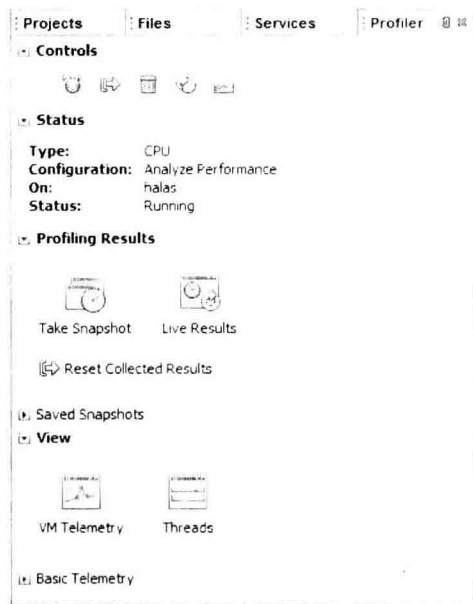 Projects Files Services Profiler
Controls
Status
Type: CPU
Configuration: Analyze Performance
On: halas
Status: Running
Profiling Results
Take Snapshot Live Results
Reset Collected Results
Saved Snapshots
View
VM Telemetry Threads
Basic Telemetry